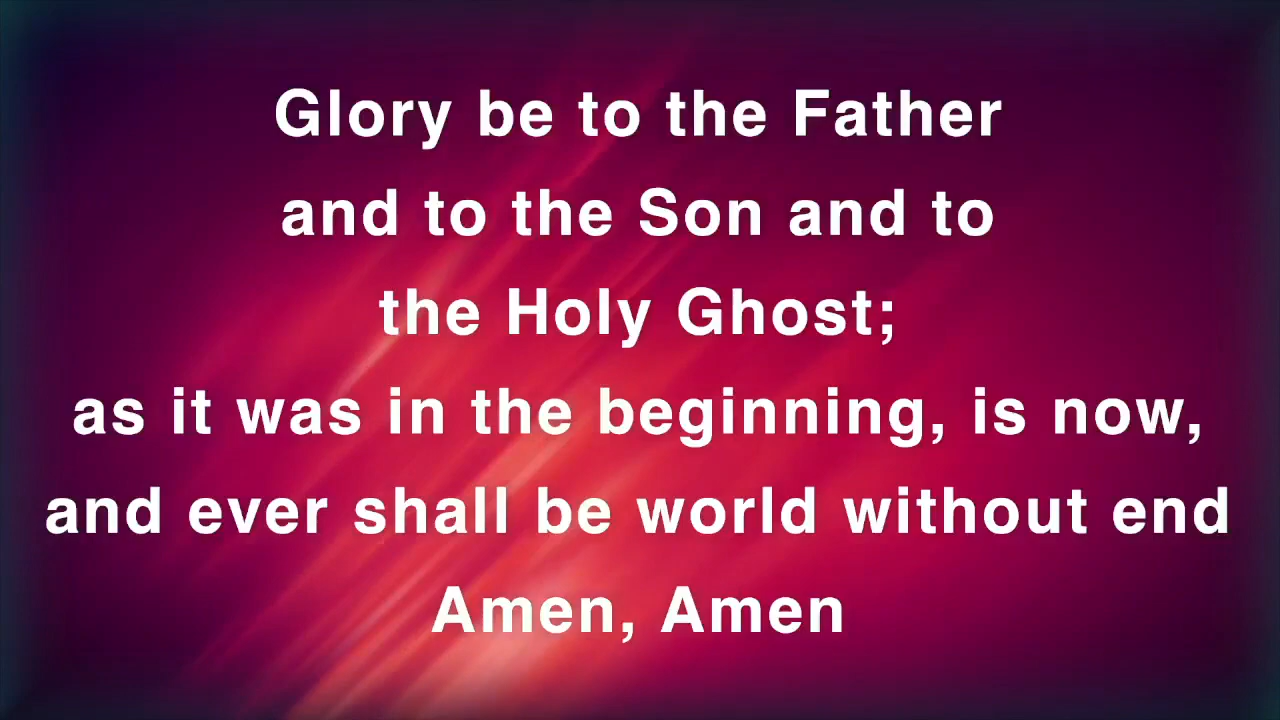 Glory be to the Father
and to the Son and to
the Holy Ghost;
as it was in the beginning, is now,
and ever shall be world without end
Amen, Amen